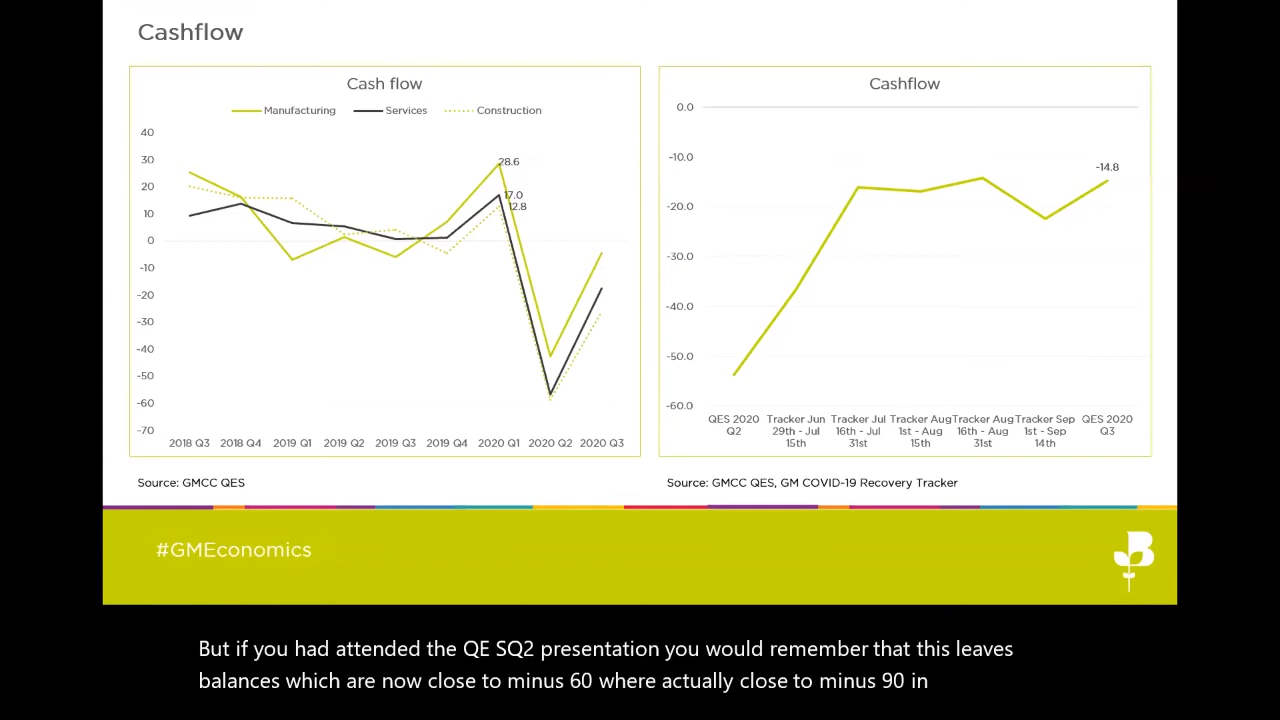 Cashflow
Cash flow
Manufacturing Services Construction
40
30
20
10
0
-10
-20
-30
-40
-50
-60
-70
28.6
17.0
12.8
2018 Q3 2018 Q4 2019 Q1 2019 Q2 2019 Q3 2019 Q4 2020 Q1 2020 Q2 2020 Q3
Source: GMCC QES
Cashflow
0.0
-10.0
-20.0
-30.0
-40.0
-50.0
-60.0
-14.8
QES 2020 Tracker Jun Tracker Jul Tracker Aug Tracker Aug Tracker Sep QES 2020
Q2 29th - Jul 16th - Jul 1st - Aug 16th - Aug 1st - Sep Q3
15th 31st 15th 31st 14th
Source: GMCC QES, GM COVID-19 Recovery Tracker
#GMEconomics
But if you had attended the QE SQ2 presentation you would remember that this leaves
balances which are now close to minus 60 where actually close to minus 90 in